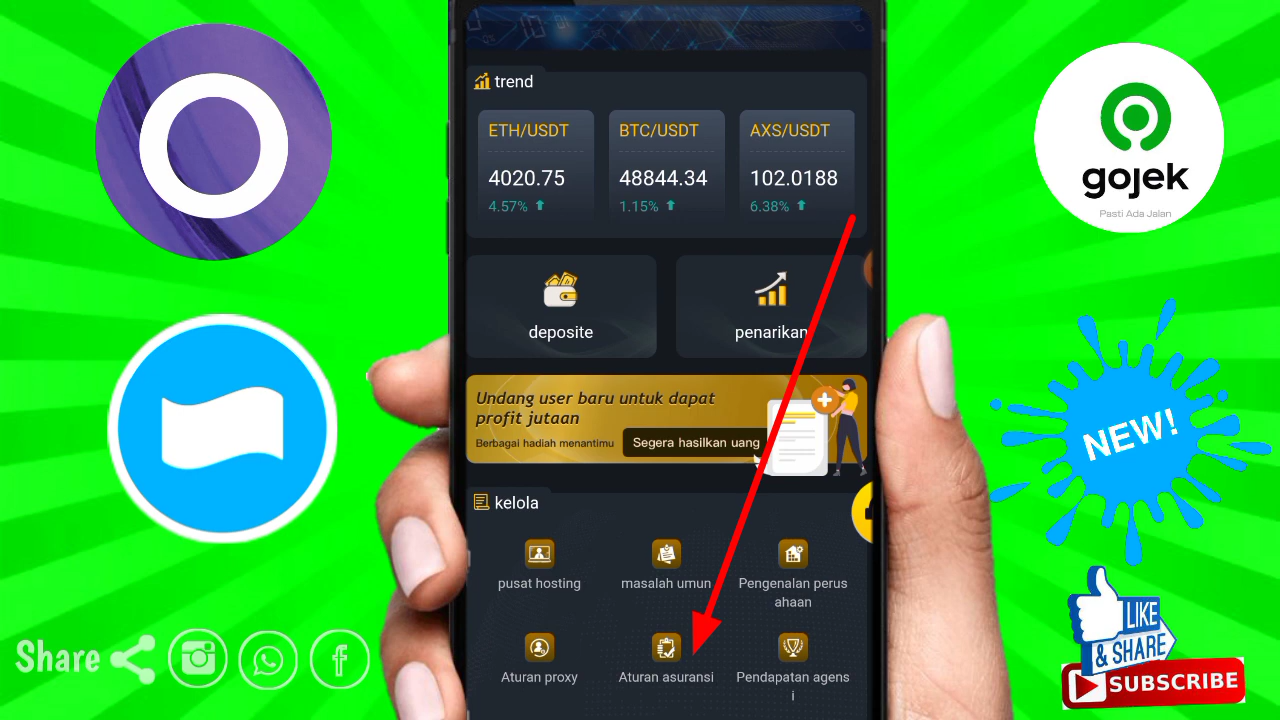 trend
ETH/USDT
BTC/USDT
AXS/USDT
4020.75
48844.34
102.0188
4.57%
1.15%
6.38%
deposite
penarikan
Undang user baru untuk dapat
profit jutaan
Berbagai hadiah menantimu
Segera hasilkan uang
kelola
pusat hosting
masalah umun
Pengenalan perus
ahaan
Aturan proxy
Aturan asuransi
Pendapatan agens
i
gojek
Pasti Ada Jalan
NEW!
LIKE
& SHARE
SUBSCRIBE
Share